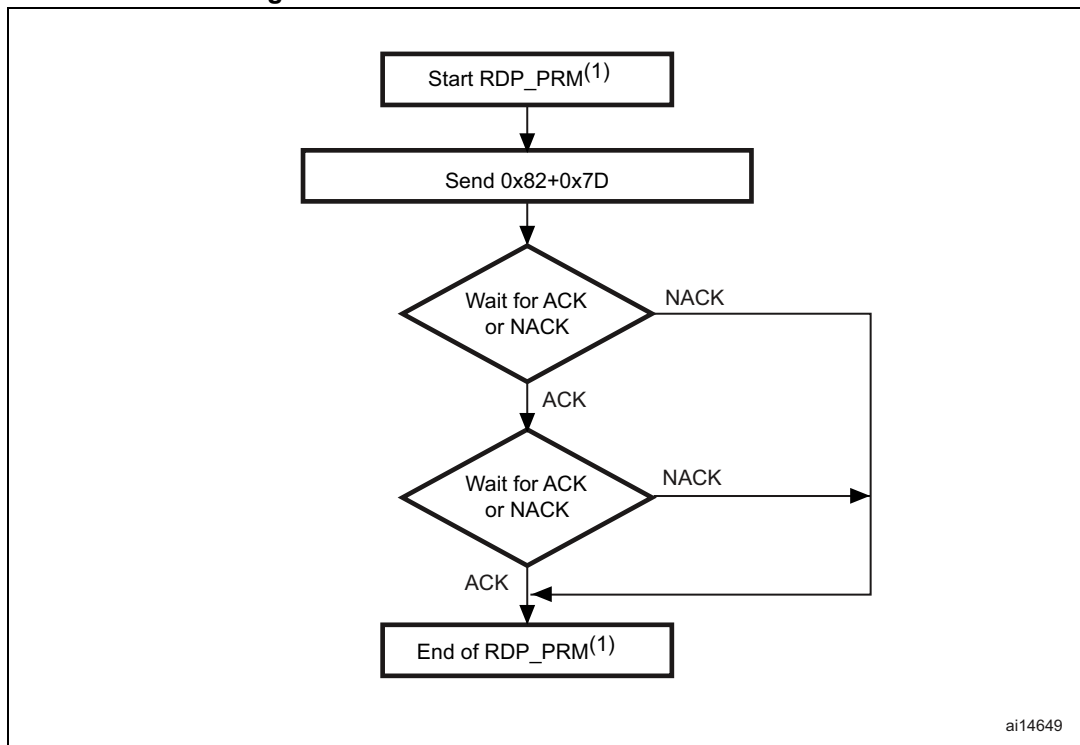 Start RDP_PRM(1)
Send 0x82+0x7D
Wait for ACK
or NACK
NACK
ACK
Wait for ACK
or NACK
NACK
ACK
End of RDP_PRM(1)
ai14649